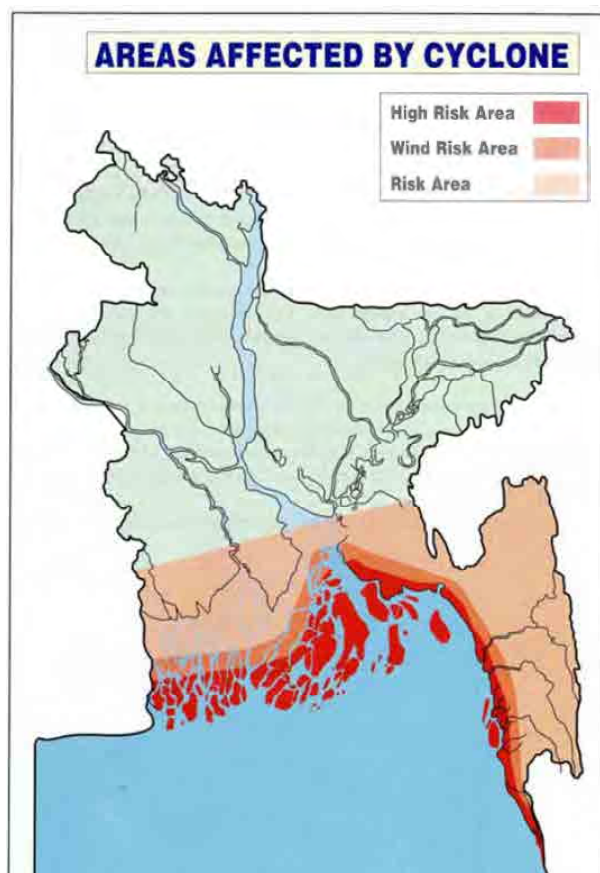 AREAS AFFECTED BY CYCLONE
High Risk Area
Wind Risk Area
Risk Area